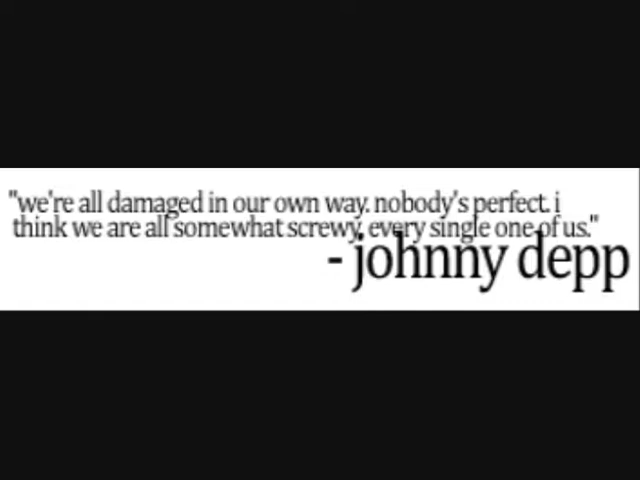 "we're all damaged in our own way. nobody's perfect. i
think we are all somewhat screwy, every single one of us."
- johnny depp